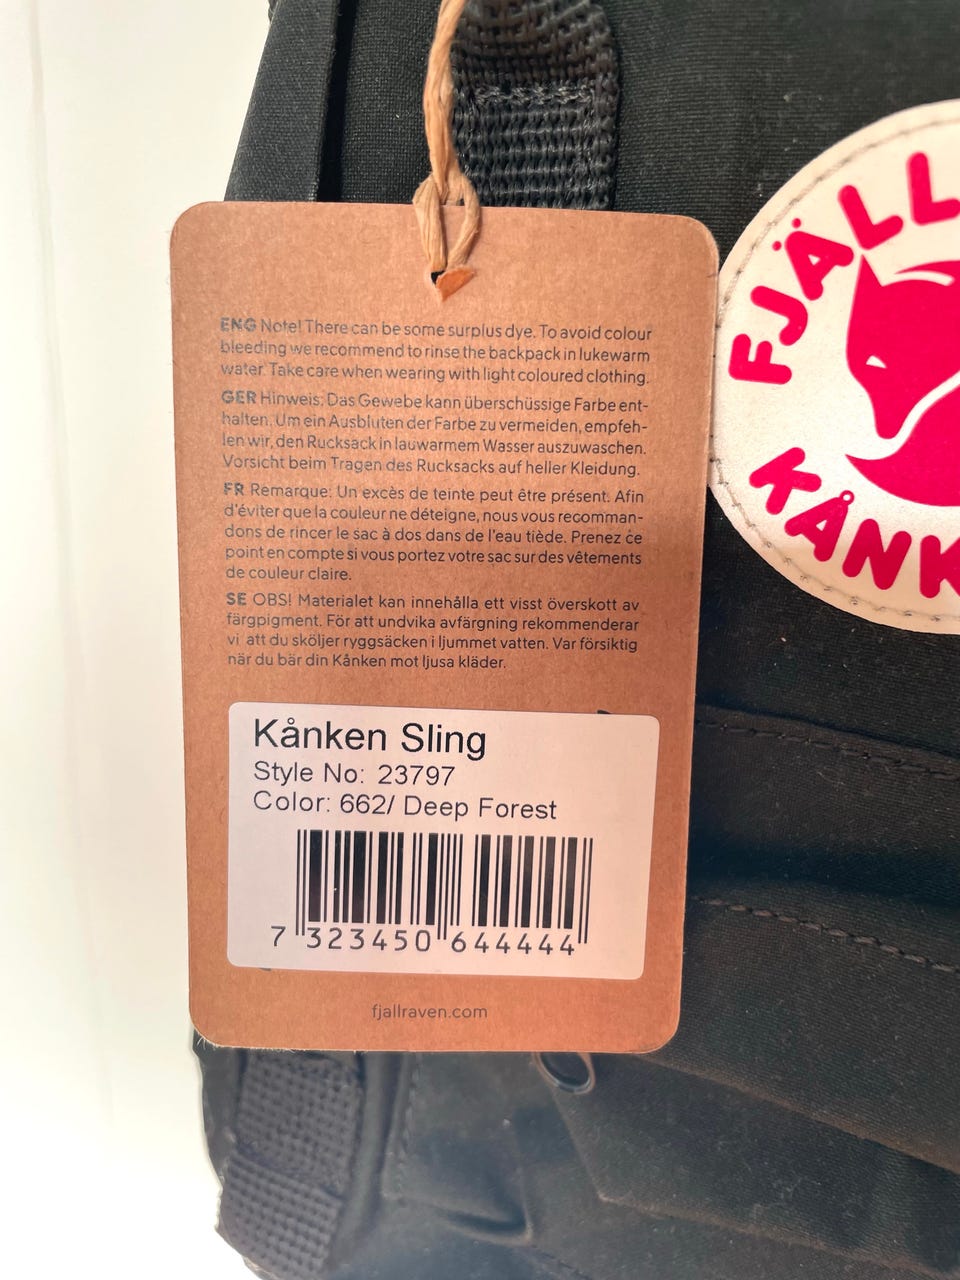 ENG Note! There can be some surplus dye. To avoid colour
bleeding we recommend to rinse the backpack in lukewarm
water. Take care when wearing with light coloured clothing.
GER Hinweis: Das Gewebe kann überschüssige Farbe ent-
halten. Um ein Ausbluten der Farbe zu vermeiden, empfeh-
len wir, den Rucksack in lauwarmem Wasser auszuwaschen.
Vorsicht beim Tragen des Rucksacks auf heller Kleidung.
FR Remarque: Un excès de teinte peut être présent. Afin
d'éviter que la couleur ne déteigne, nous vous recomman-
dons de rincer le sac à dos dans de l'eau tiède. Prenez ce
point en compte si vous portez votre sac sur des vêtements
de couleur claire.
SE OBS! Materialet kan innehålla ett visst överskott av
färgpigment. För att undvika avfärgning rekommenderar
vi att du sköljer ryggsäcken i ljummet vatten. Var försiktig
när du bär din Kånken mot ljusa kläder.
Kånken Sling
Style No: 23797
Color: 662/ Deep Forest
7 323450 644444
fjallraven.com
FJÄLL
KÅNK